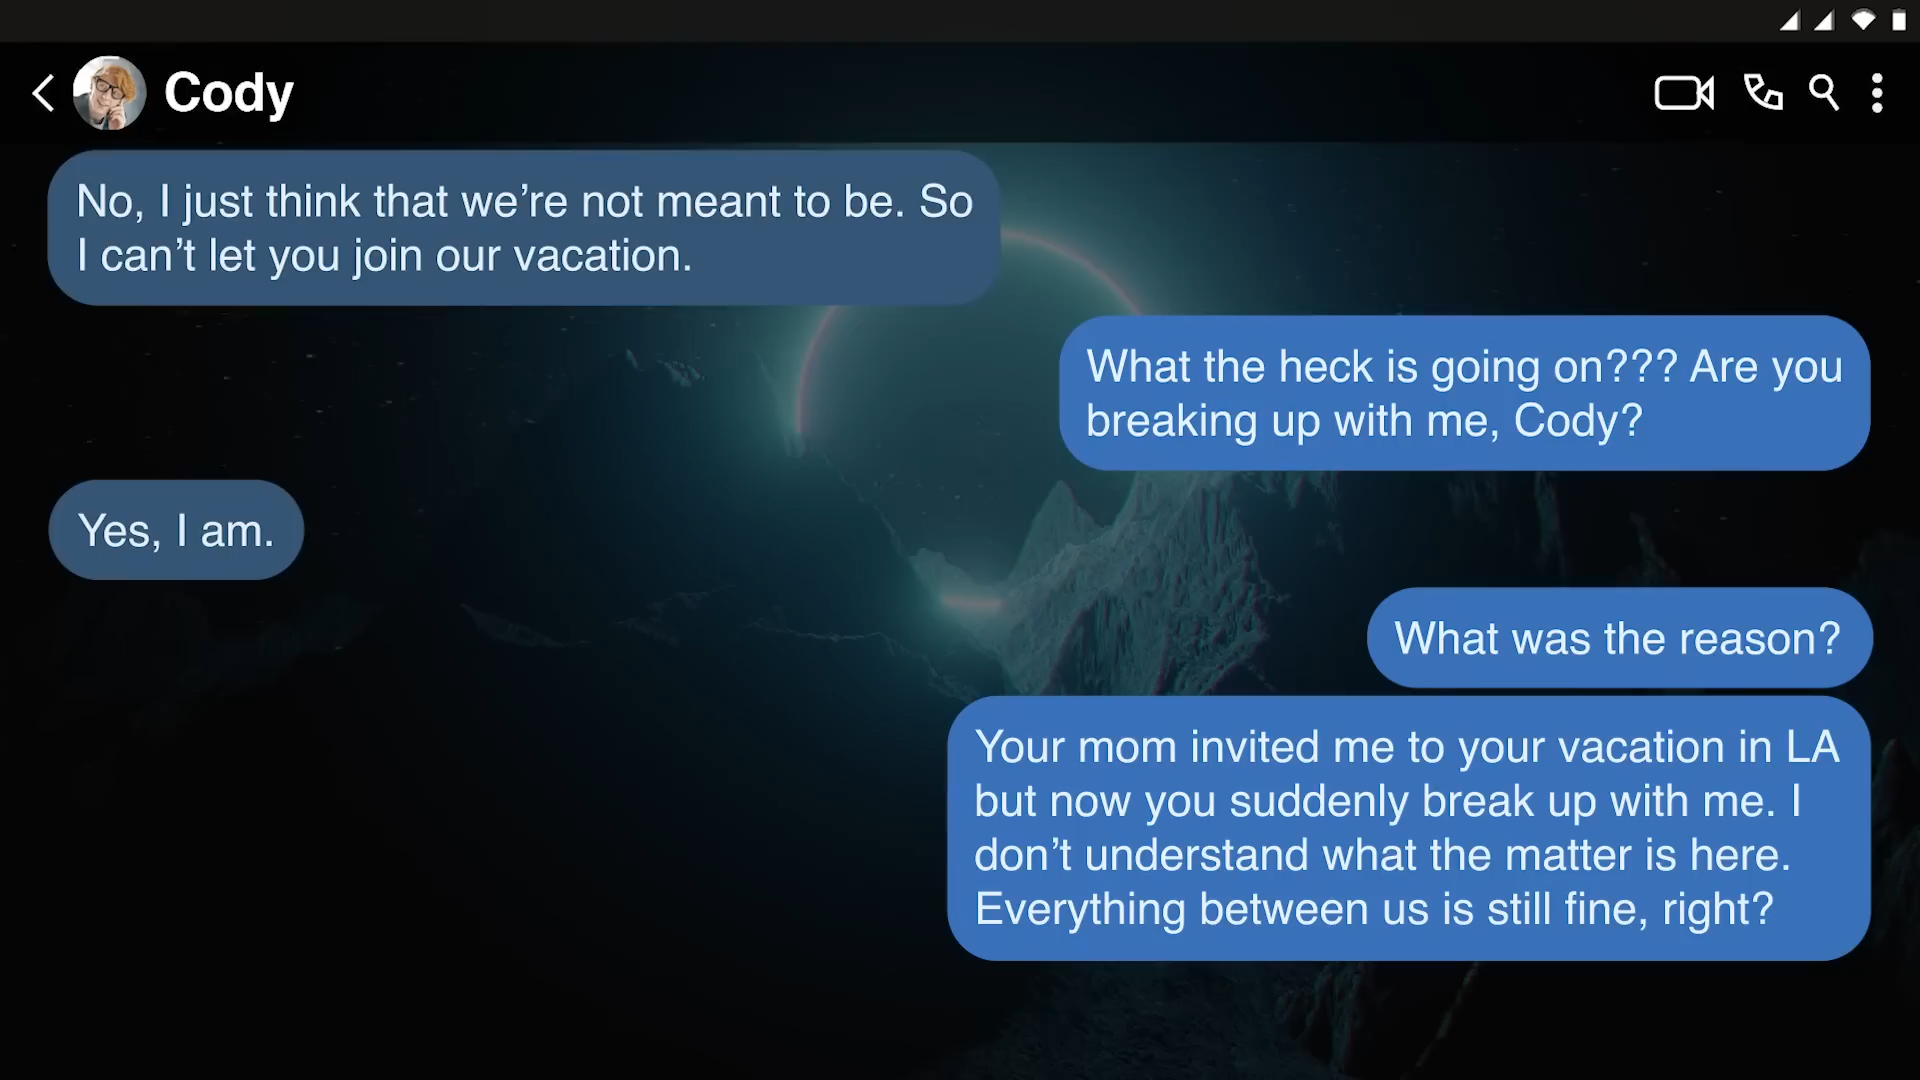 Cody
No, I just think that we’re not meant to be. So
I can’t let you join our vacation.
What the heck is going on??? Are you
breaking up with me, Cody?
Yes, I am.
What was the reason?
Your mom invited me to your vacation in LA
but now you suddenly break up with me. I
don’t understand what the matter is here.
Everything between us is still fine, right?